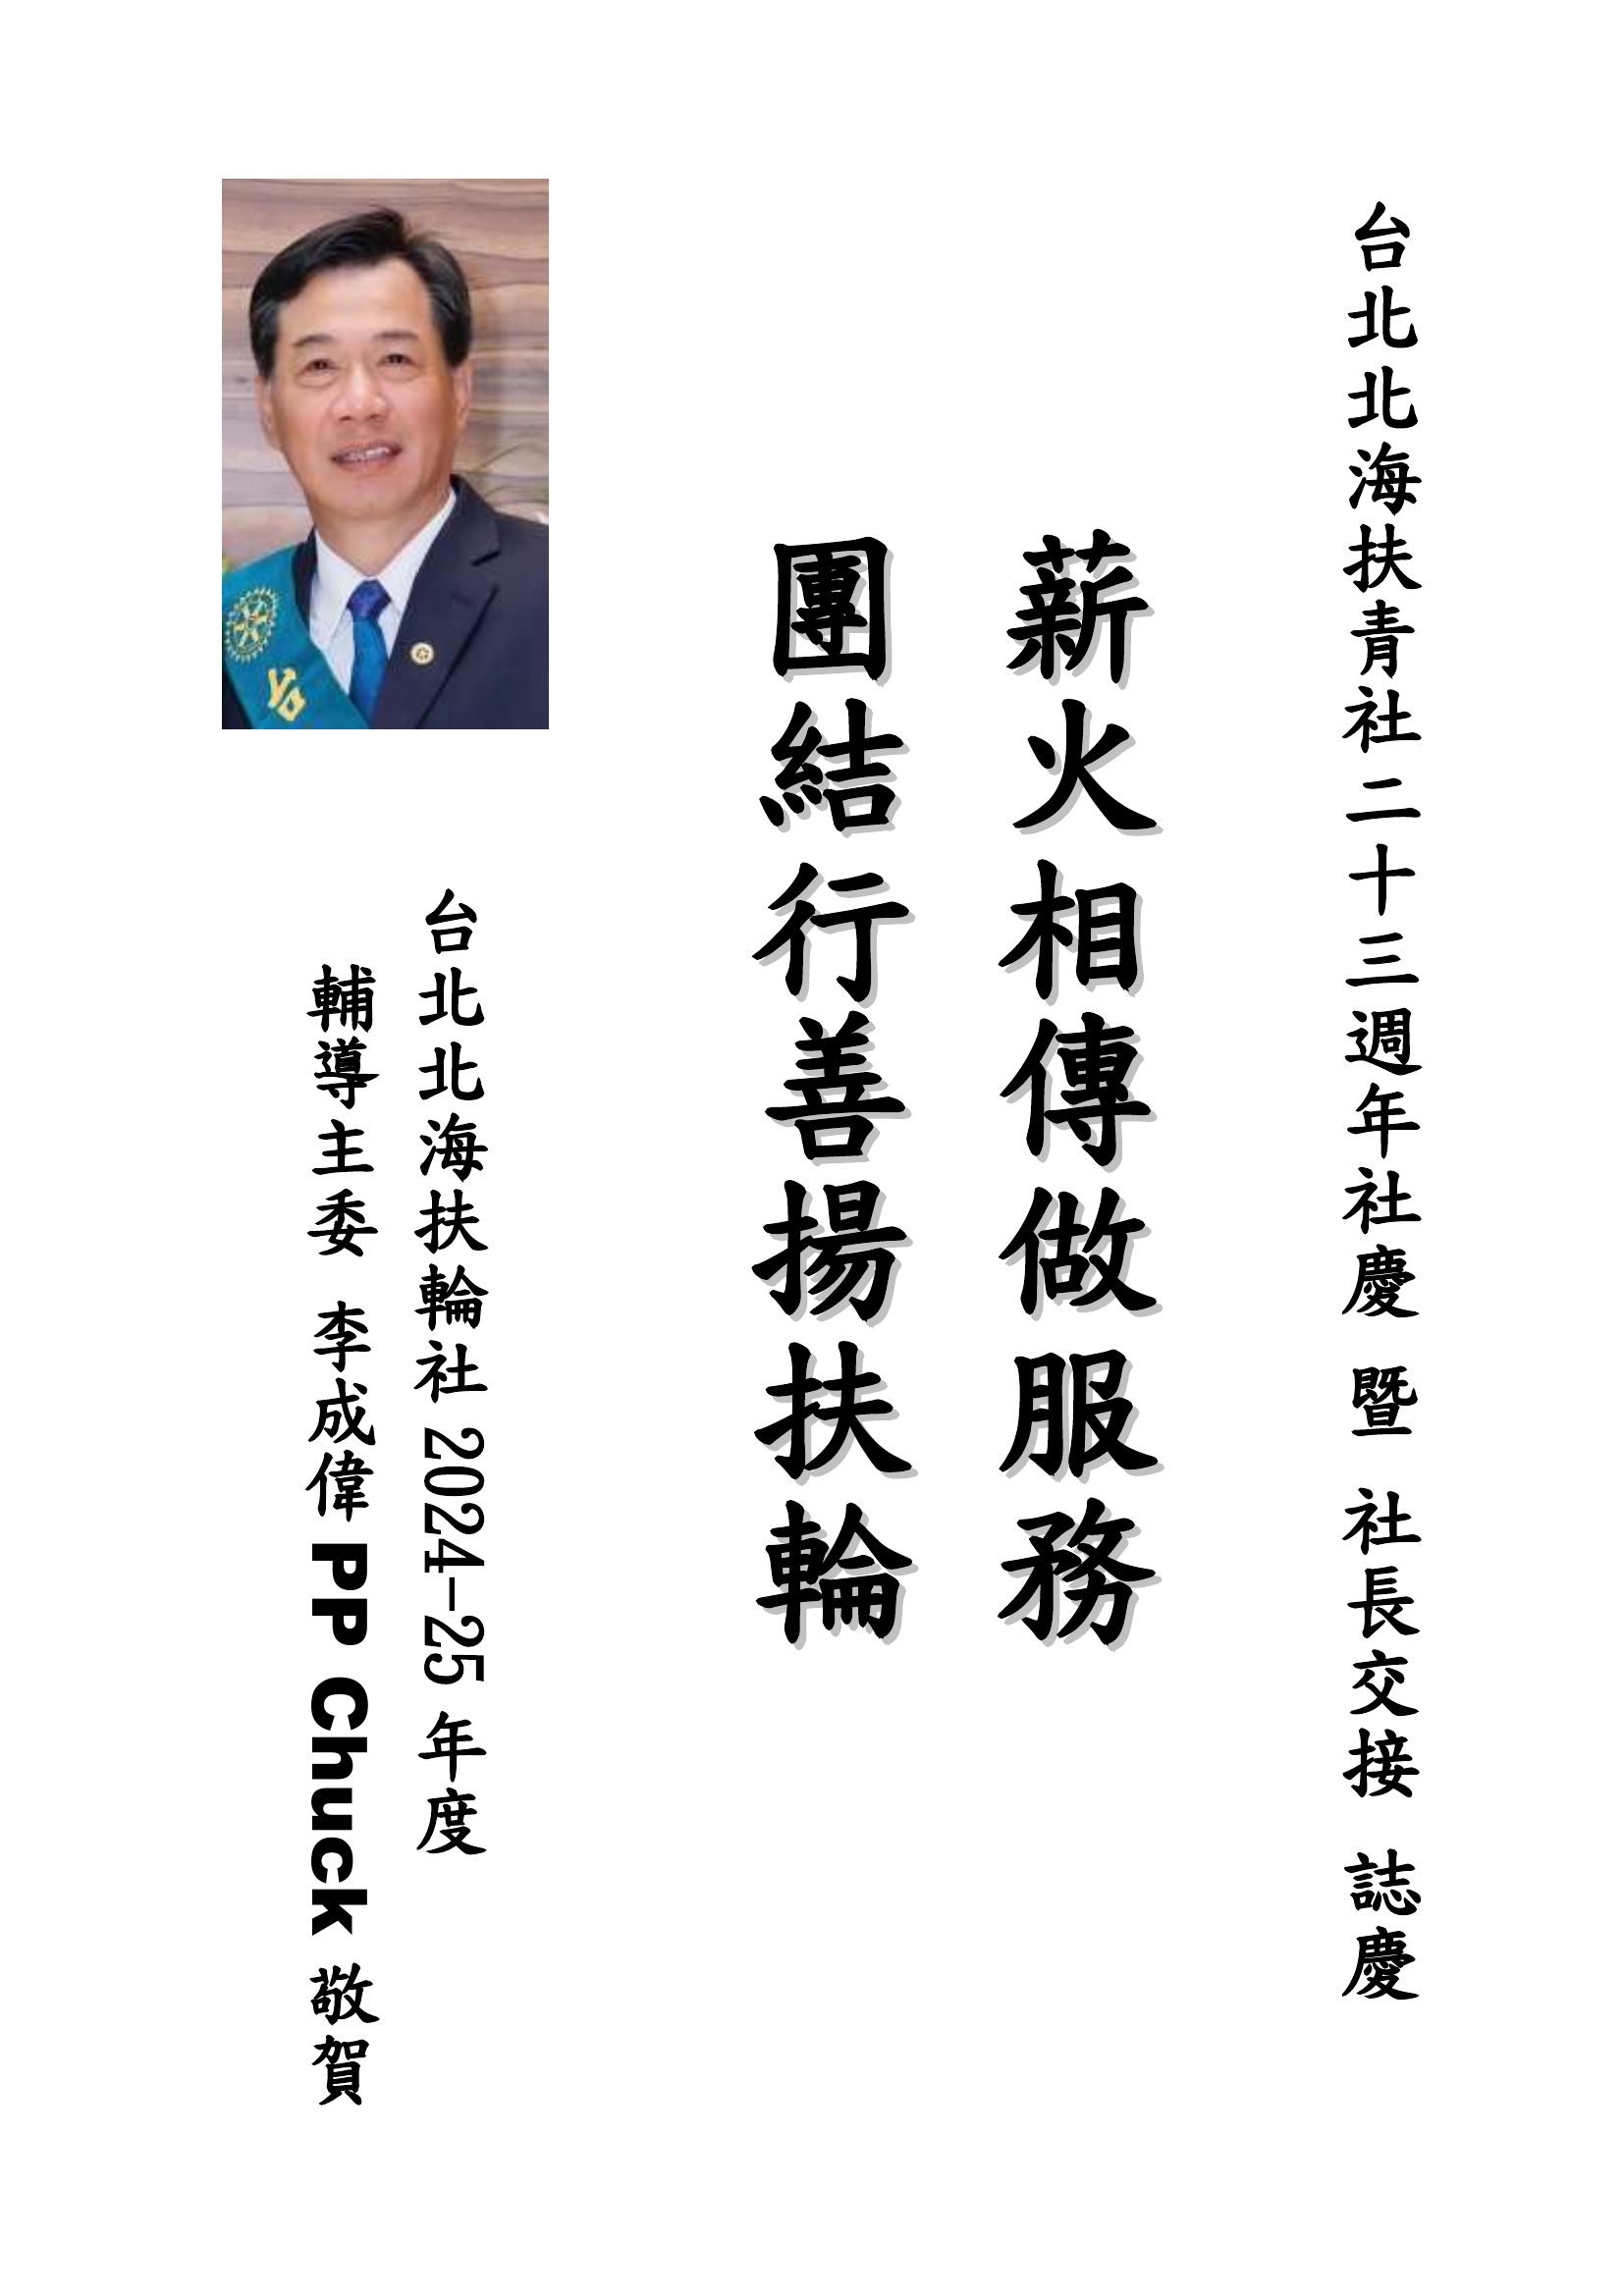 台北北海扶青社二十三週年社慶 暨 社長交接 誌慶
薪火相傳做服務
團結行善揚扶輪
台北北海扶輪社 2024-25 年度
輔導主委 李成偉 PP Chuck 敬賀
台